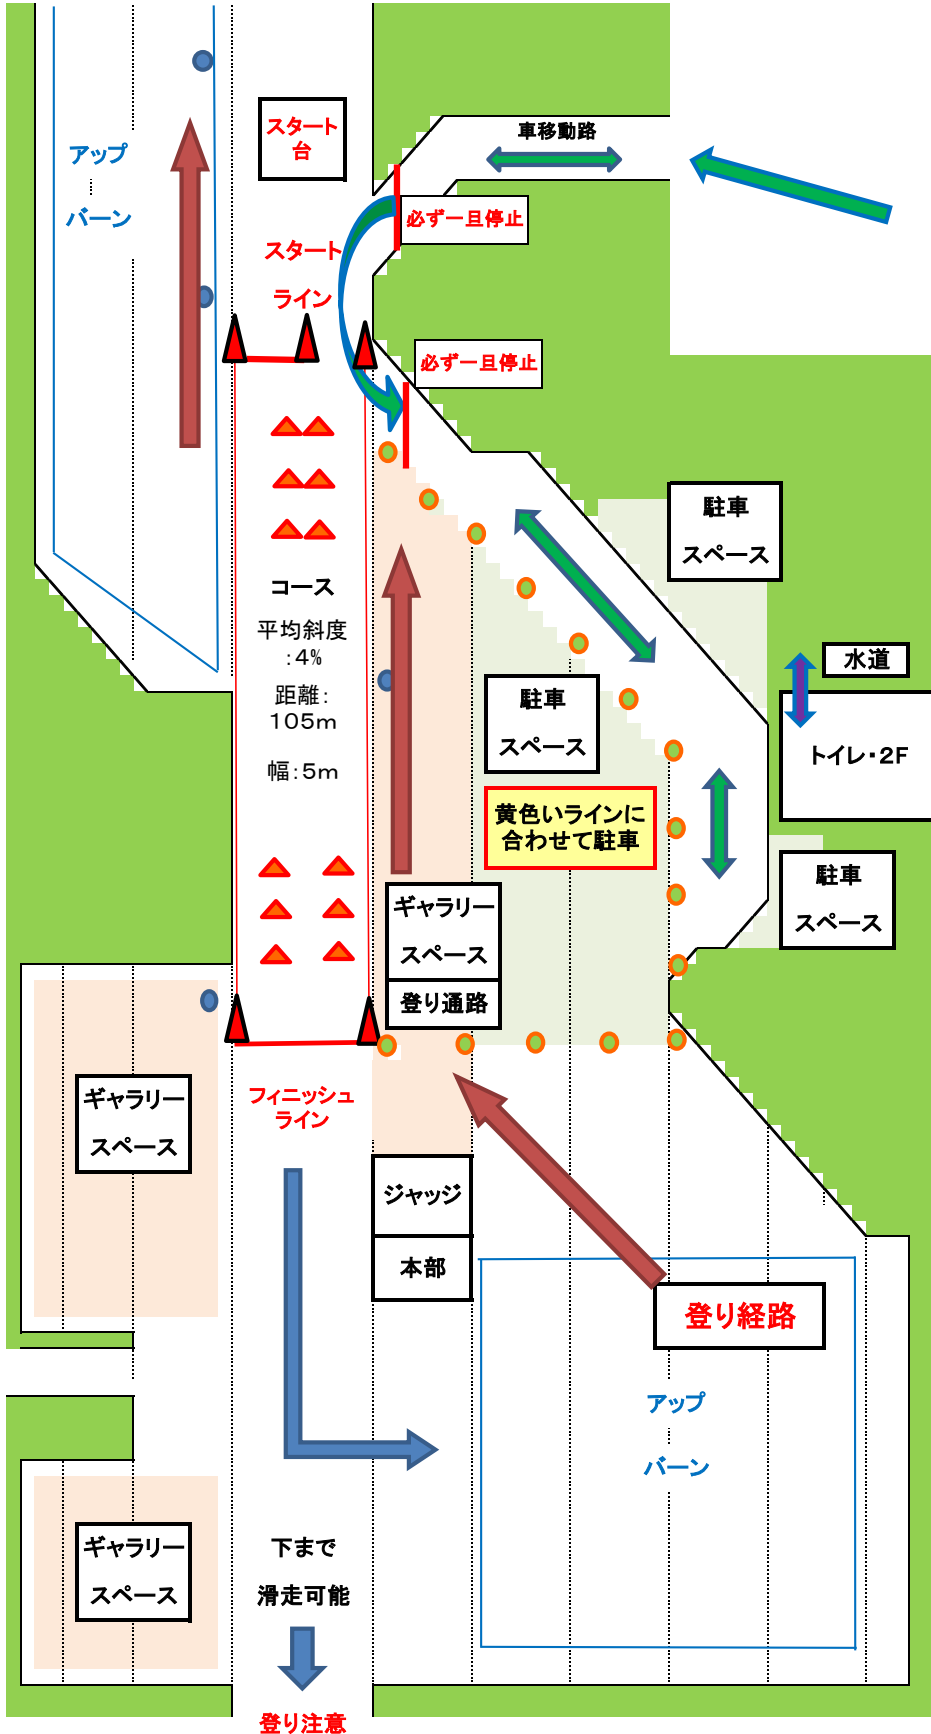 車移動路
スタート
台
アップ
バーン
必ず一旦停止
スタート
ライン
必ず一旦停止
駐車
スペース
コース
平均斜度
:4%
距離:
105m
幅:5m
水道
駐車
スペース
トイレ・2F
黄色いラインに
合わせて駐車
駐車
スペース
ギャラリー
スペース
登り通路
フィニッシュ
ライン
ギャラリー
スペース
ジャッジ
本部
登り経路
アップ
バーン
ギャラリー
スペース
下まで
滑走可能
登り注意